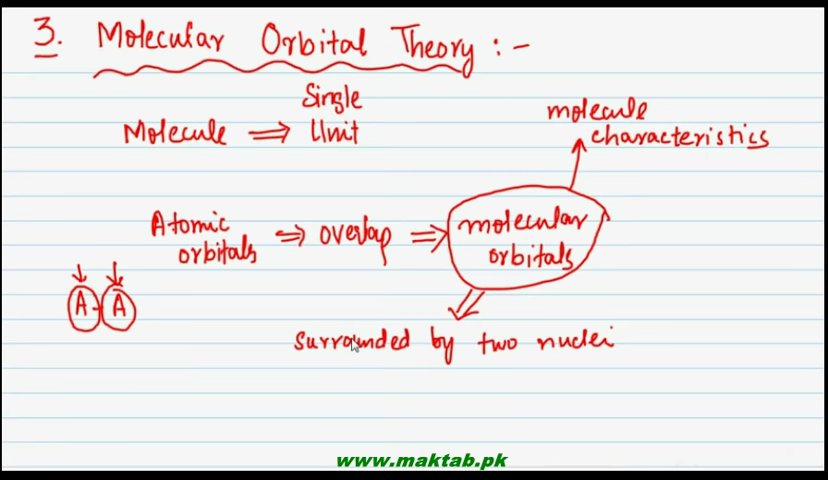 3. Molecular Orbital Theory :-
Single
Molecule ⟹ Unit
molecule
characteristics
Atomic
orbitals ⟹ overlap ⟹ molecular
orbitals
A - A
Surrounded by two nuclei
www.maktab.pk